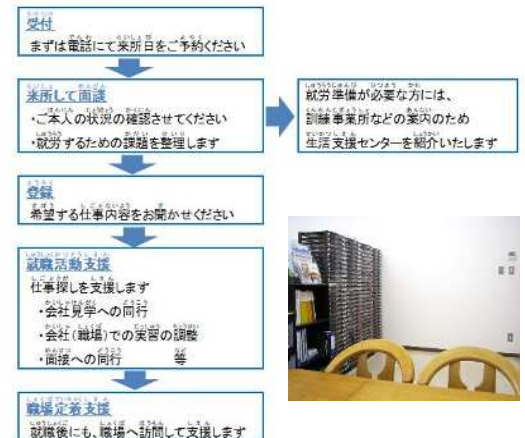 受付
まずは電話にて来所日をご予約ください
来所して面談
・ご本人の状況の確認させてください
・就労するための課題を整理します
就労準備が必要な方には、
訓練事業所などの案内のため
生活支援センターを紹介いたします
登録
希望する仕事内容をお聞かせください
就職活動支援
仕事探しを支援します
・会社見学への同行
・会社(職場)での実習の調整
・面接への同行 等
職場定着支援
就職後にも、職場へ訪問して支援します